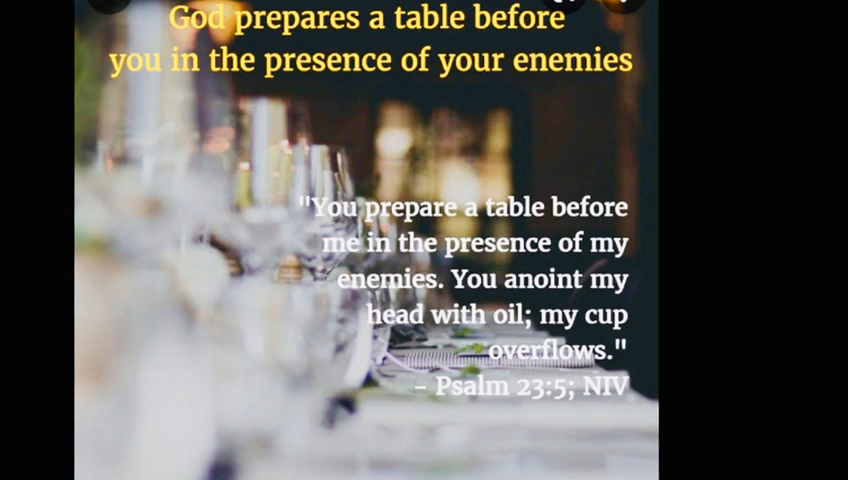 God prepares a table before
you in the presence of your enemies
"You prepare a table before
me in the presence of my
enemies. You anoint my
head with oil; my cup
overflows."
- Psalm 23:5; NIV